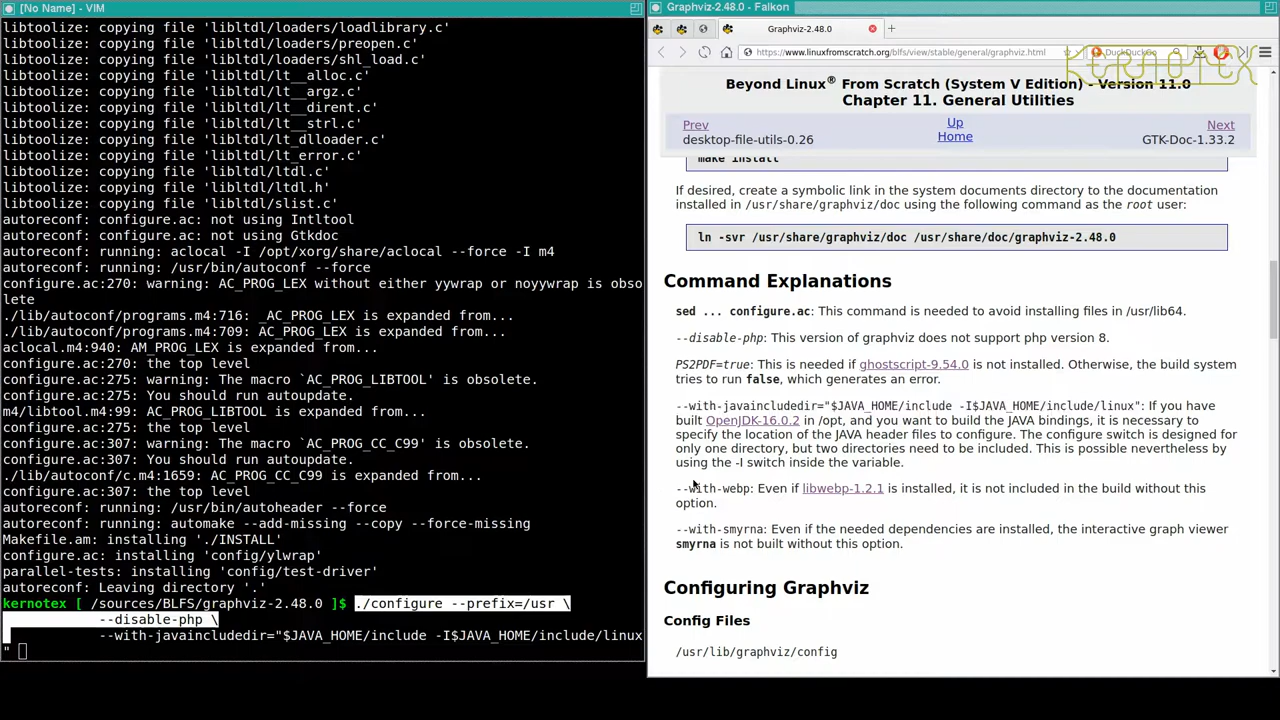 [No Name] - VIM
libtoolize: copying file 'libltdl/loaders/loadlibrary.c'
libtoolize: copying file 'libltdl/loaders/preopen.c'
libtoolize: copying file 'libltdl/loaders/shl_load.c'
libtoolize: copying file 'libltdl/lt__alloc.c'
libtoolize: copying file 'libltdl/lt__argz.c'
libtoolize: copying file 'libltdl/lt__dirent.c'
libtoolize: copying file 'libltdl/lt__strl.c'
libtoolize: copying file 'libltdl/lt_dlloader.c'
libtoolize: copying file 'libltdl/lt_error.c'
libtoolize: copying file 'libltdl/ltdl.c'
libtoolize: copying file 'libltdl/ltdl.h'
libtoolize: copying file 'libltdl/slist.c'
autoreconf: configure.ac: not using Intltool
autoreconf: configure.ac: not using Gtkdoc
autoreconf: running: aclocal -I /opt/xorg/share/aclocal --force -I m4
autoreconf: running: /usr/bin/autoconf --force
configure.ac:270: warning: AC_PROG_LEX without either yywrap or noyywrap is obso
lete
./lib/autoconf/programs.m4:716: _AC_PROG_LEX is expanded from...
./lib/autoconf/programs.m4:709: AC_PROG_LEX is expanded from...
aclocal.m4:940: AM_PROG_LEX is expanded from...
configure.ac:270: the top level
configure.ac:275: warning: The macro `AC_PROG_LIBTOOL' is obsolete.
configure.ac:275: You should run autoupdate.
m4/libtool.m4:99: AC_PROG_LIBTOOL is expanded from...
configure.ac:275: the top level
configure.ac:307: warning: The macro `AC_PROG_CC_C99' is obsolete.
configure.ac:307: You should run autoupdate.
./lib/autoconf/c.m4:1659: AC_PROG_CC_C99 is expanded from...
configure.ac:307: the top level
autoreconf: running: /usr/bin/autoheader --force
autoreconf: running: automake --add-missing --copy --force-missing
Makefile.am: installing './INSTALL'
configure.ac: installing 'config/ylwrap'
parallel-tests: installing 'config/test-driver'
autoreconf: Leaving directory '.'
kernotex [ /sources/BLFS/graphviz-2.48.0 ]$ ./configure --prefix=/usr \
--disable-php \
--with-javaincludedir="$JAVA_HOME/include -I$JAVA_HOME/include/linux
"
Graphviz-2.48.0 - Falkon
Graphviz-2.48.0
https://www.linuxfromscratch.org/blfs/view/stable/general/graphviz.html
DuckDuckGo
KERNOTEX
Beyond Linux® From Scratch (System V Edition) - Version 11.0
Chapter 11. General Utilities
Prev Up Next
desktop-file-utils-0.26 Home GTK-Doc-1.33.2
make install
If desired, create a symbolic link in the system documents directory to the documentation
installed in /usr/share/graphviz/doc using the following command as the root user:
ln -svr /usr/share/graphviz/doc /usr/share/doc/graphviz-2.48.0
Command Explanations
sed ... configure.ac: This command is needed to avoid installing files in /usr/lib64.
--disable-php: This version of graphviz does not support php version 8.
PS2PDF=true: This is needed if ghostscript-9.54.0 is not installed. Otherwise, the build system
tries to run false, which generates an error.
--with-javaincludedir="$JAVA_HOME/include -I$JAVA_HOME/include/linux": If you have
built OpenJDK-16.0.2 in /opt, and you want to build the JAVA bindings, it is necessary to
specify the location of the JAVA header files to configure. The configure switch is designed for
only one directory, but two directories need to be included. This is possible nevertheless by
using the -I switch inside the variable.
--with-webp: Even if libwebp-1.2.1 is installed, it is not included in the build without this
option.
--with-smyrna: Even if the needed dependencies are installed, the interactive graph viewer
smyrna is not built without this option.
Configuring Graphviz
Config Files
/usr/lib/graphviz/config